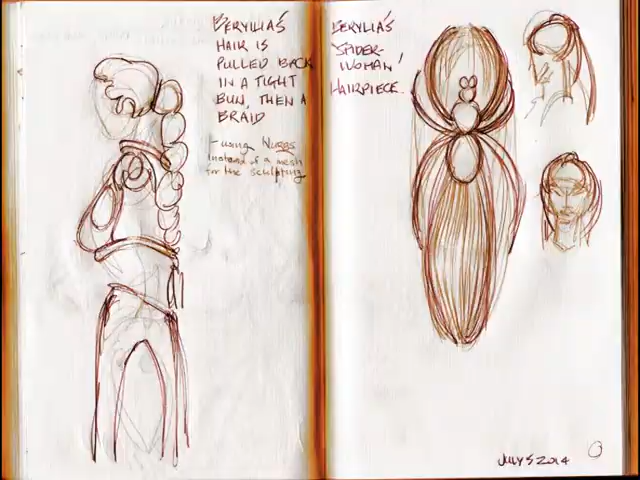 BERYLIA'S
HAIR IS
PULLED BACK
IN A TIGHT
BUN, THEN A
BRAID
- using Nurbs
instead of a mesh
for the sculpting
BERYLIA'S
'SPIDER-
WOMAN'
HAIRPIECE.
JULY 5 2014